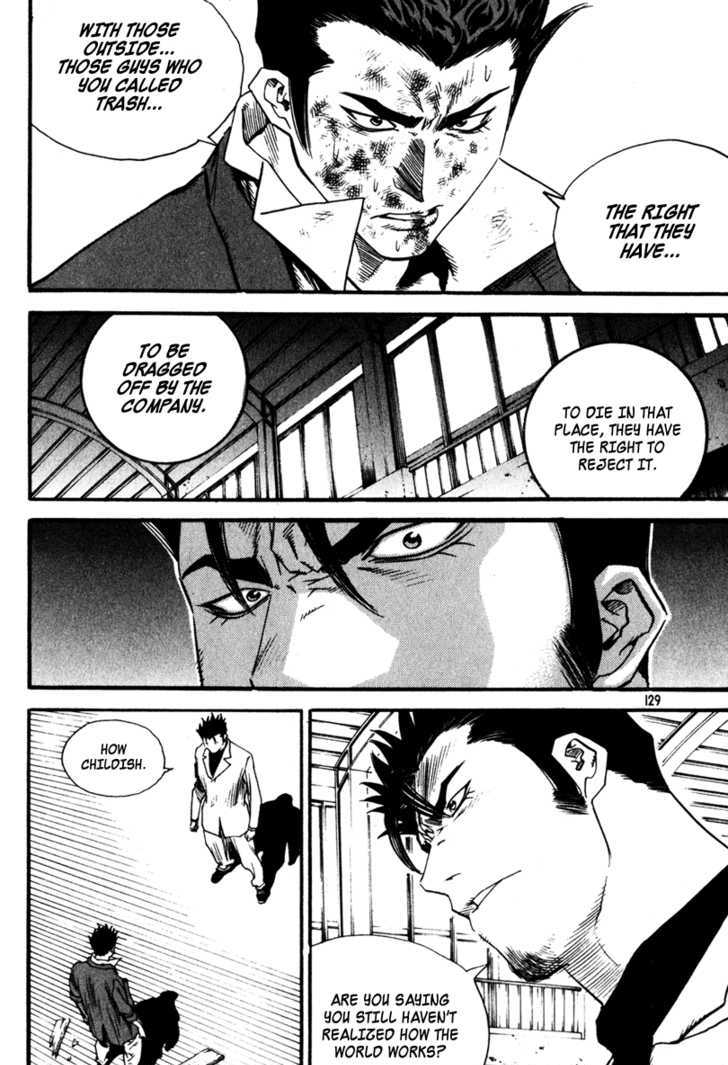 WITH THOSE
OUTSIDE...
THOSE GUYS WHO
YOU CALLED
TRASH...
THE RIGHT
THAT THEY
HAVE...
TO BE
DRAGGED
OFF BY THE
COMPANY.
TO DIE IN THAT
PLACE, THEY HAVE
THE RIGHT TO
REJECT IT.
129
HOW
CHILDISH.
ARE YOU SAYING
YOU STILL HAVEN'T
REALIZED HOW THE
WORLD WORKS?